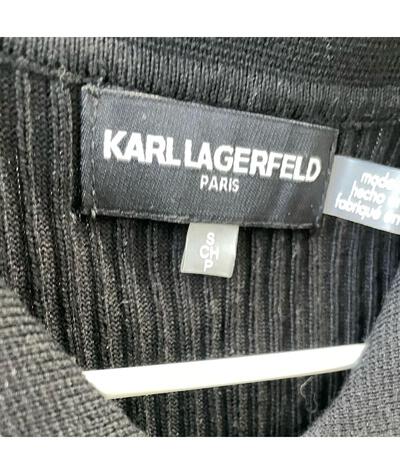 KARL LAGERFELD
PARIS
S
CH
P
made
hecho
fabriqué en